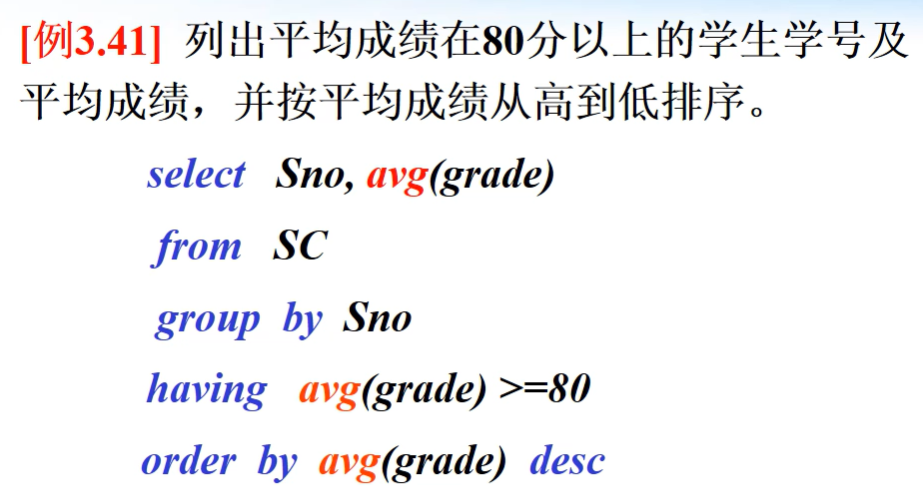 [例3.41] 列出平均成绩在80分以上的学生学号及
平均成绩，并按平均成绩从高到低排序。
select Sno, avg(grade)
from SC
group by Sno
having avg(grade) >=80
order by avg(grade) desc